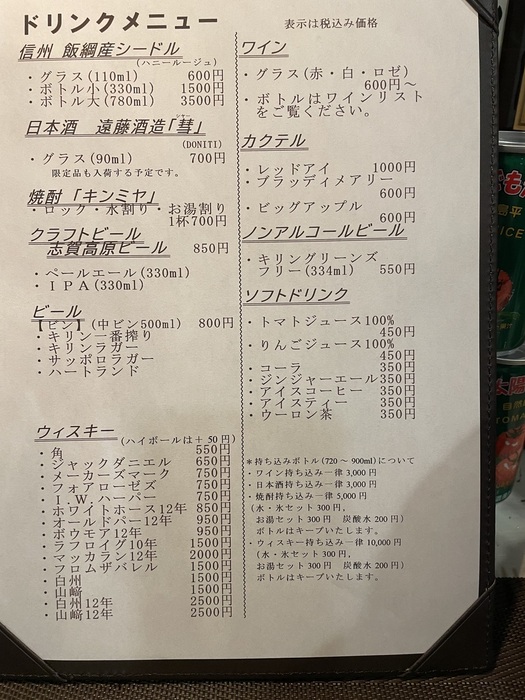 ドリンクメニュー
表示は税込み価格
信州 飯綱産シードル
(ハニールージュ)
・グラス(110ml) 600円
・ボトル小(330ml) 1500円
・ボトル大(780ml) 3500円
日本酒 遠藤酒造「彗」
(DONITI)
・グラス(90ml) 700円
限定品も入荷する予定です。
焼酎「キンミヤ」
・ロック・水割り・お湯割り
1杯700円
クラフトビール
志賀高原ビール 850円
・ペールエール(330ml)
・ＩＰＡ(330ml)
ビール
【ビン】(中ビン500ml) 800円
・キリン一番搾り
・キリンラガー
・サッポロラガー
・ハートランド
ウィスキー
(ハイボールは＋50円)
・角 550円
・ジャックダニエル 650円
・メーカーズマーク 750円
・フォアローゼズ 750円
・Ｉ.Ｗ.ハーパー 750円
・ホワイトホース12年 850円
・オールドパー12年 950円
・ボウモア12年 950円
・ラフロイグ10年 1500円
・マッカラン12年 2000円
・フロムザバレル 1500円
・白州 1500円
・山﨑 1500円
・白州12年 2500円
・山﨑12年 2500円
ワイン
・グラス(赤・白・ロゼ)
600円～
・ボトルはワインリスト
をご覧ください。
カクテル
・レッドアイ 1000円
・ブラッディメアリー
600円
・ビッグアップル
600円
ノンアルコールビール
・キリングリーンズ
フリー(334ml) 550円
ソフトドリンク
・トマトジュース100%
450円
・りんごジュース100%
450円
・コーラ 350円
・ジンジャーエール350円
・アイスコーヒー 350円
・アイスティー 350円
・ウーロン茶 350円
＊持ち込みボトル(720～900ml)について
・ワイン持ち込み一律 3,000円
・日本酒持ち込み一律 3,000円
・焼酎持ち込み一律 5,000円
(水・氷セット 300円,
お湯セット 300円 炭酸水 200円)
ボトルはキープいたします。
・ウィスキー持ち込み一律 10,000円
(水・氷セット 300円,
お湯セット 300円 炭酸水 200円)
ボトルはキープいたします。